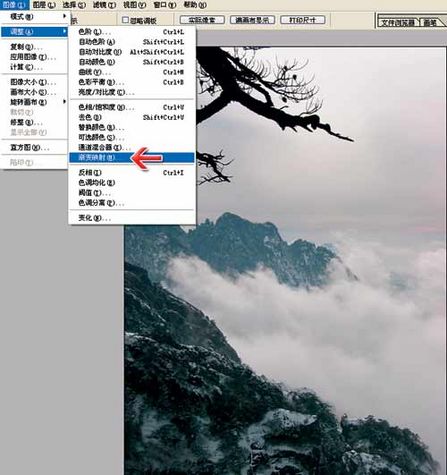 图像(I) 图层(L) 选择(S) 滤镜(T) 视图(V) 窗口(W) 帮助(H)
模式(M)
忽略调板 实际像素 满画布显示 打印尺寸
文件浏览器 画笔
调整(A)
色阶(L)... Ctrl+L
自动色阶(A) Shift+Ctrl+L
复制(D)...
自动对比度(U) Alt+Shift+Ctrl+L
应用图像(Y)...
自动颜色(O) Shift+Ctrl+B
计算(C)...
曲线(V)... Ctrl+M
色彩平衡(B)... Ctrl+B
图像大小(I)...
亮度/对比度(C)...
画布大小(S)...
旋转画布(E)
色相/饱和度(H)... Ctrl+U
裁切(P)
去色(D) Shift+Ctrl+U
修整(R)...
替换颜色(R)...
显示全部(V)
可选颜色(S)...
直方图(H)...
通道混合器(X)...
渐变映射(G)...
陷印(T)...
反相(I) Ctrl+I
色调均化(E)
阈值(T)...
色调分离(P)...
变化(N)...